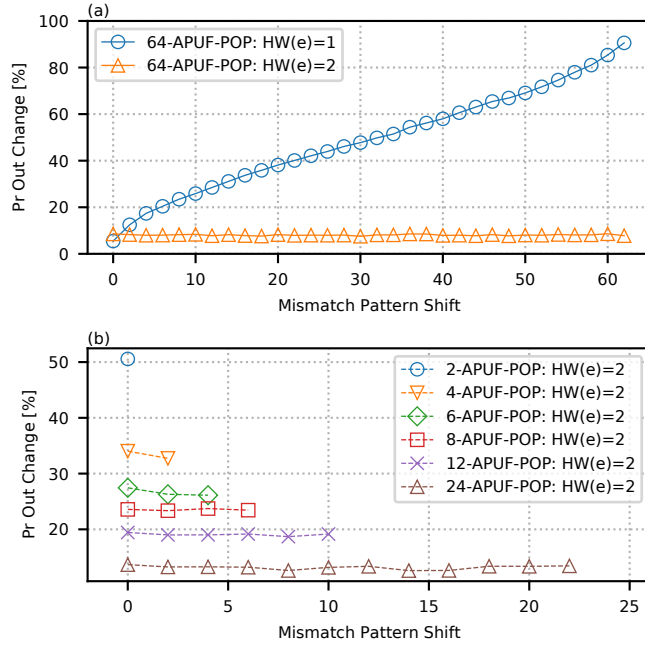 (a)
100
80
60
40
20
0
Pr Out Change [%]
64-APUF-POP: HW(e)=1
64-APUF-POP: HW(e)=2
0 10 20 30 40 50 60
Mismatch Pattern Shift
(b)
50
40
30
20
Pr Out Change [%]
2-APUF-POP: HW(e)=2
4-APUF-POP: HW(e)=2
6-APUF-POP: HW(e)=2
8-APUF-POP: HW(e)=2
12-APUF-POP: HW(e)=2
24-APUF-POP: HW(e)=2
0 5 10 15 20 25
Mismatch Pattern Shift